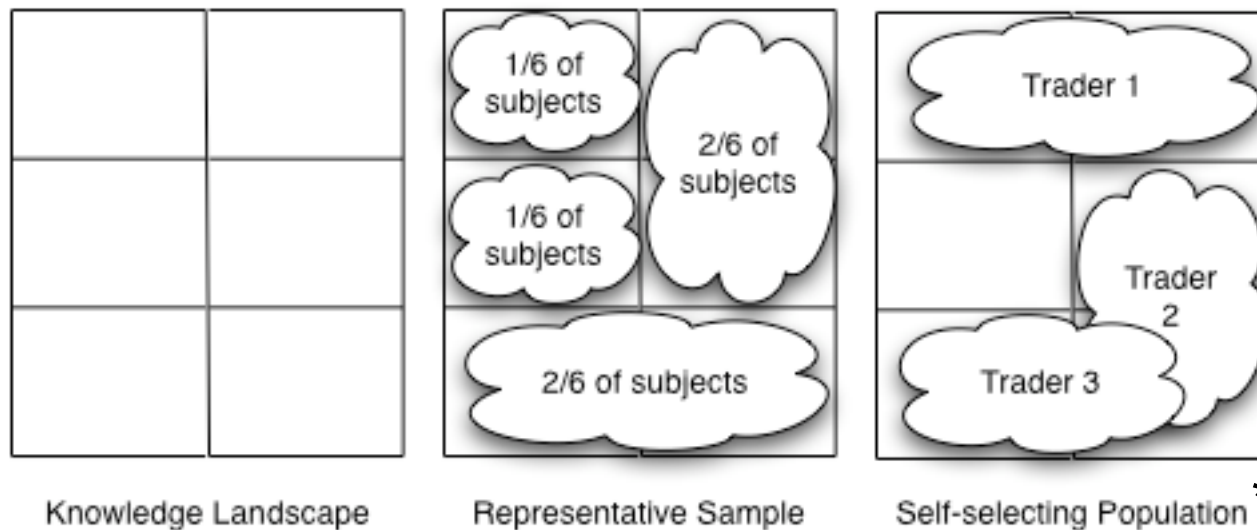 1/6 of
subjects
2/6 of
subjects
1/6 of
subjects
2/6 of subjects
Trader 1
Trader
2
Trader 3
Knowledge Landscape
Representative Sample
Self-selecting Population